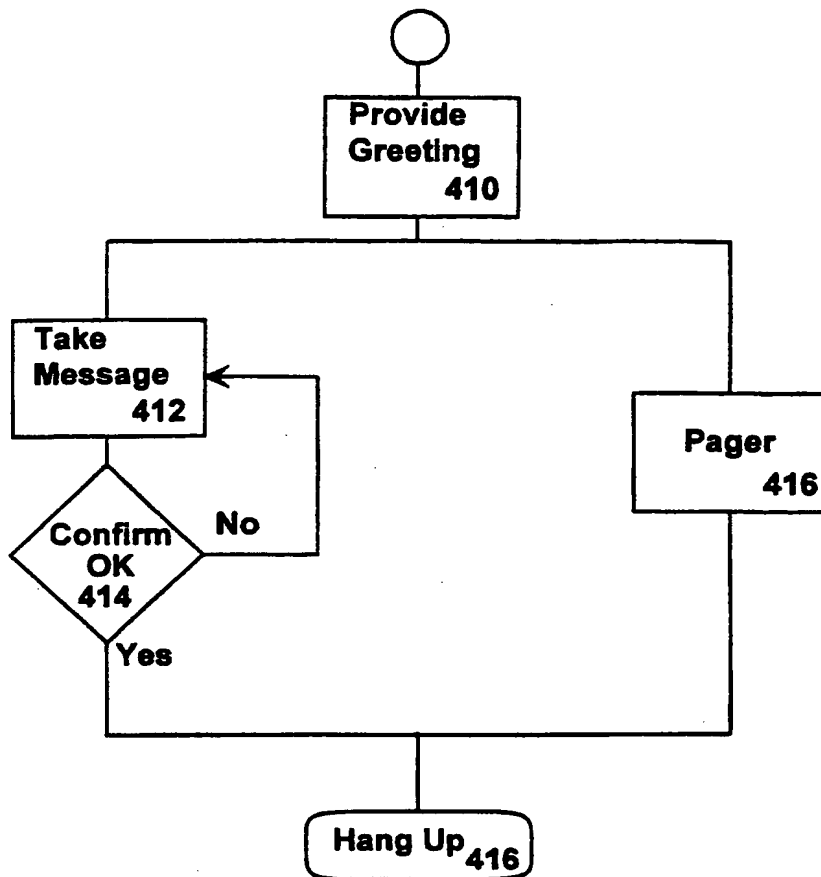 Provide
Greeting
410
Take
Message
412
Pager
416
Confirm
OK
414
No
Yes
Hang Up
416